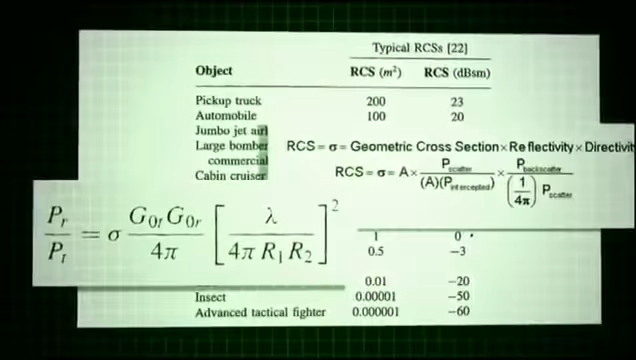 Typical RCSs [22]
Object RCS (m²) RCS (dBsm)
Pickup truck 200 23
Automobile 100 20
Jumbo jet airl
Large bomber
commercial
Cabin cruiser
RCS = σ = Geometric Cross Section × Reflectivity × Directivi
RCS = σ = A × P_scatter / (A)(P_intercepted) × P_backscatter / (1/4π) P_scatter
P_r / P_t = σ G_0t G_0r / 4π [ λ / 4π R_1 R_2 ]²
1 0
0.5 −3
0.01 −20
Insect 0.00001 −50
Advanced tactical fighter 0.000001 −60